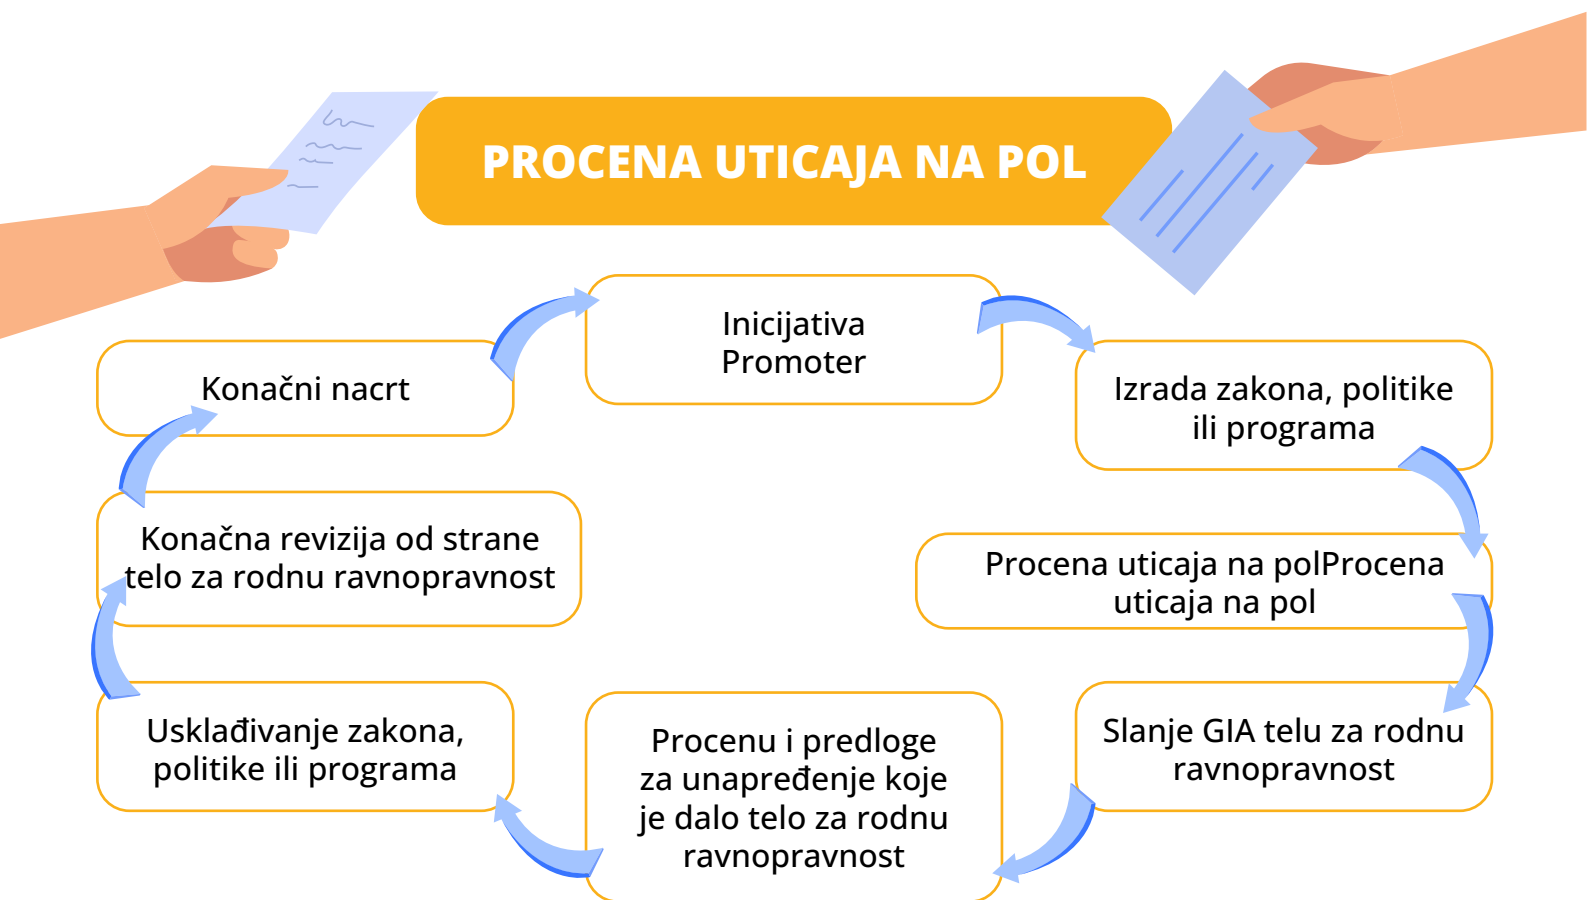 PROCENA UTICAJA NA POL
Inicijativa
Promoter
Izrada zakona, politike
ili programa
Procena uticaja na polProcena
uticaja na pol
Slanje GIA telu za rodnu
ravnopravnost
Procenu i predloge
za unapređenje koje
je dalo telo za rodnu
ravnopravnost
Usklađivanje zakona,
politike ili programa
Konačna revizija od strane
telo za rodnu ravnopravnost
Konačni nacrt